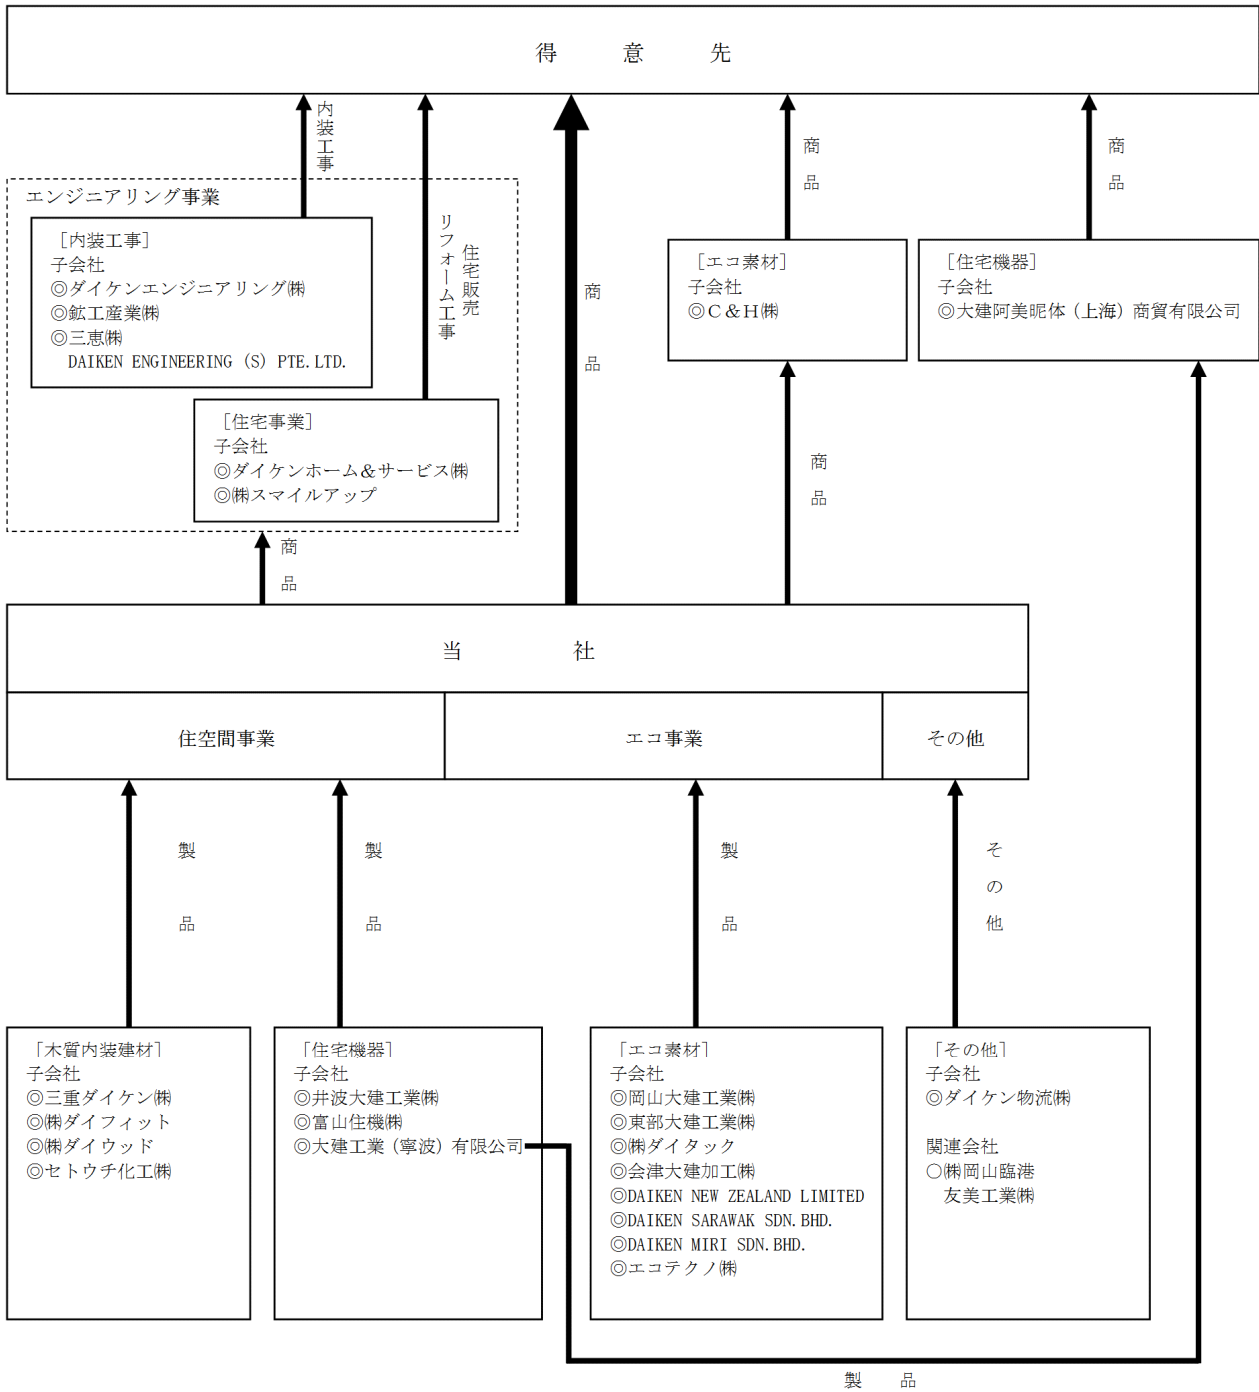 得意先
内装工事
商品
商品
エンジニアリング事業
［内装工事］
子会社
◎ダイケンエンジニアリング㈱
◎鉱工産業㈱
◎三恵㈱
DAIKEN ENGINEERING (S) PTE.LTD.
住宅販売
リフォーム工事
商品
［エコ素材］
子会社
◎Ｃ＆Ｈ㈱
［住宅機器］
子会社
◎大建阿美昵体（上海）商貿有限公司
［住宅事業］
子会社
◎ダイケンホーム＆サービス㈱
◎㈱スマイルアップ
商品
商品
当社
住空間事業
エコ事業
その他
製品
製品
製品
その他
［木質内装建材］
子会社
◎三重ダイケン㈱
◎㈱ダイフィット
◎㈱ダイウッド
◎セトウチ化工㈱
［住宅機器］
子会社
◎井波大建工業㈱
◎富山住機㈱
◎大建工業（寧波）有限公司
［エコ素材］
子会社
◎岡山大建工業㈱
◎東部大建工業㈱
◎㈱ダイタック
◎会津大建加工㈱
◎DAIKEN NEW ZEALAND LIMITED
◎DAIKEN SARAWAK SDN.BHD.
◎DAIKEN MIRI SDN.BHD.
◎エコテクノ㈱
［その他］
子会社
◎ダイケン物流㈱
関連会社
○㈱岡山臨港
友美工業㈱
製品